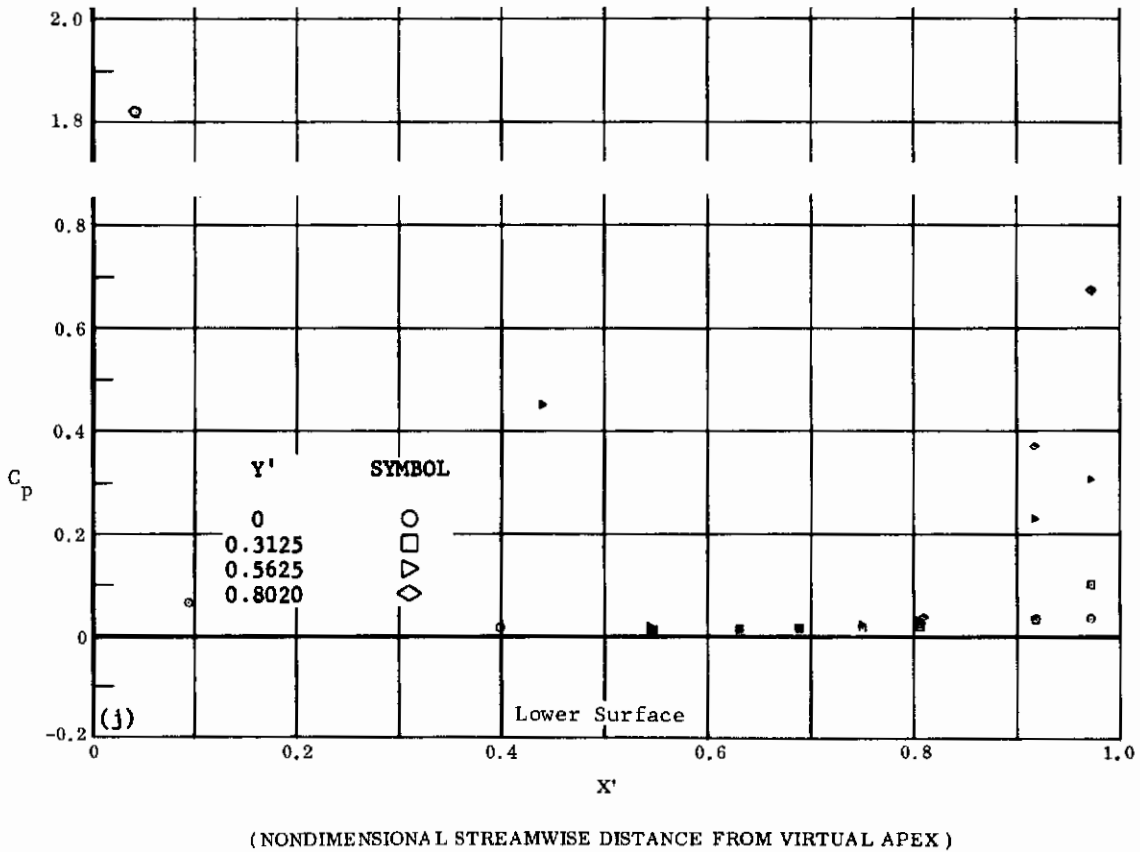 2.0
1.8
0.8
0.6
0.4
Y' SYMBOL
C_p
0
0.2
0.3125
0.5625
0.8020
0
(j)
Lower Surface
-0.2
0 0.2 0.4 0.6 0.8 1.0
X'
(NONDIMENSIONAL STREAMWISE DISTANCE FROM VIRTUAL APEX)